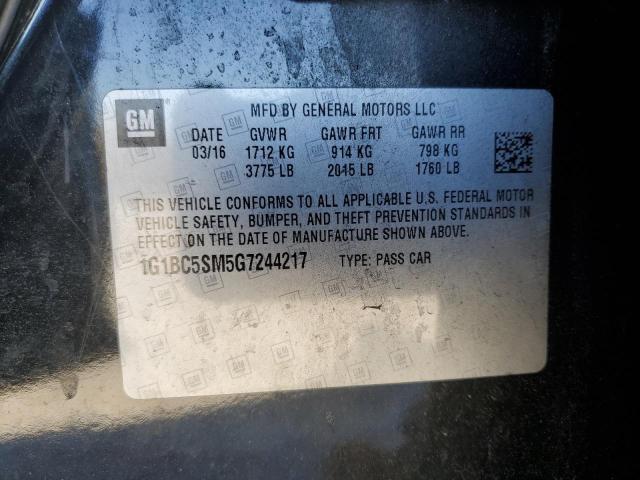 GM
MFD BY GENERAL MOTORS LLC
DATE GVWR GAWR FRT GAWR RR
03/16 1712 KG 914 KG 798 KG
3775 LB 2015 LB 1760 LB
THIS VEHICLE CONFORMS TO ALL APPLICABLE U.S. FEDERAL MOTOR
VEHICLE SAFETY, BUMPER, AND THEFT PREVENTION STANDARDS IN
EFFECT ON THE DATE OF MANUFACTURE SHOWN ABOVE.
1G1BC5SM5G7244217 TYPE: PASS CAR